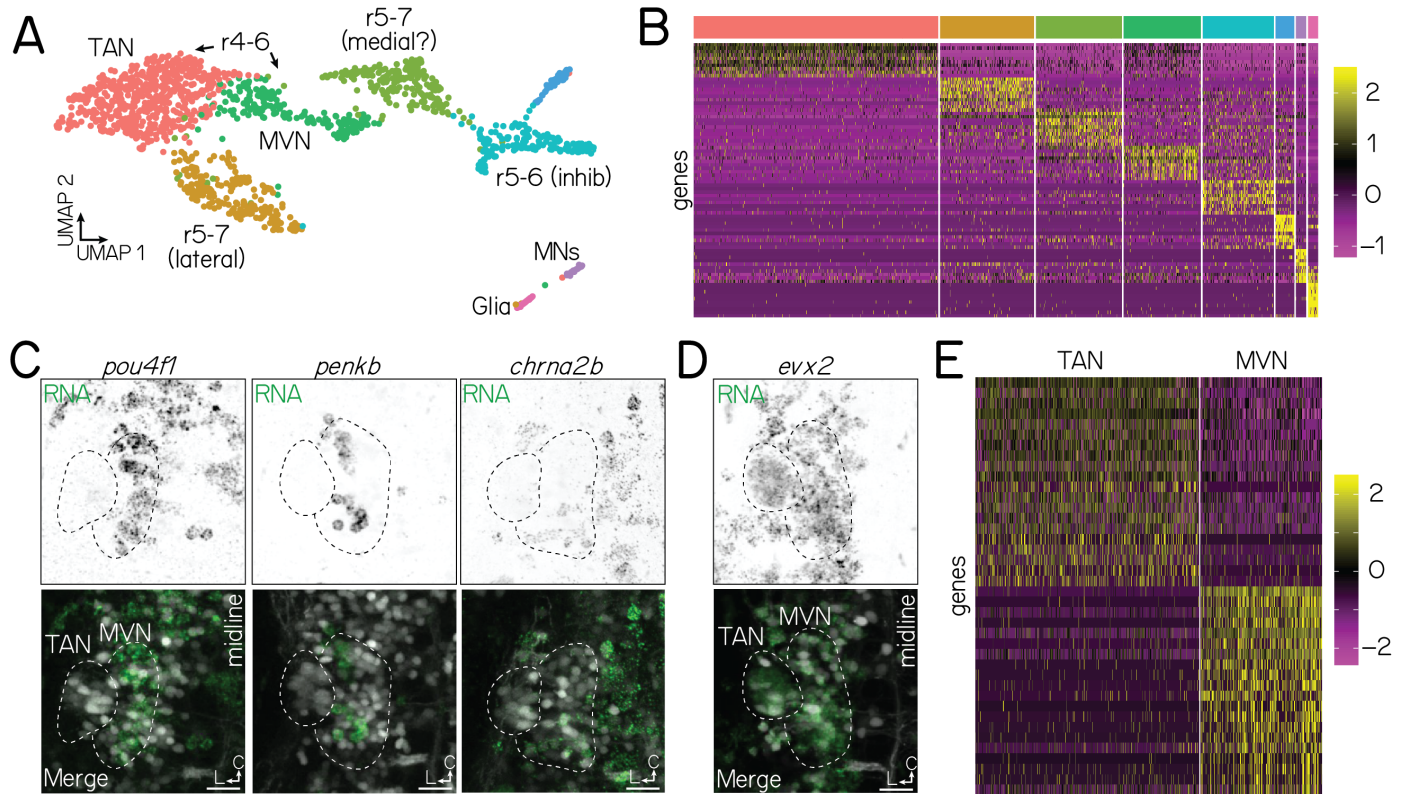 A
TAN
r4-6
r5-7
(medial?)
MVN
r5-6 (inhib)
r5-7
(lateral)
UMAP 2
UMAP 1
MNs
Glia
B
genes
2
1
0
−1
C
pou4f1
penkb
chrna2b
RNA
RNA
RNA
TAN
MVN
midline
Merge
L
C
L
C
L
C
D
evx2
RNA
TAN
MVN
midline
Merge
L
C
E
TAN
MVN
genes
2
1
0
−1
−2